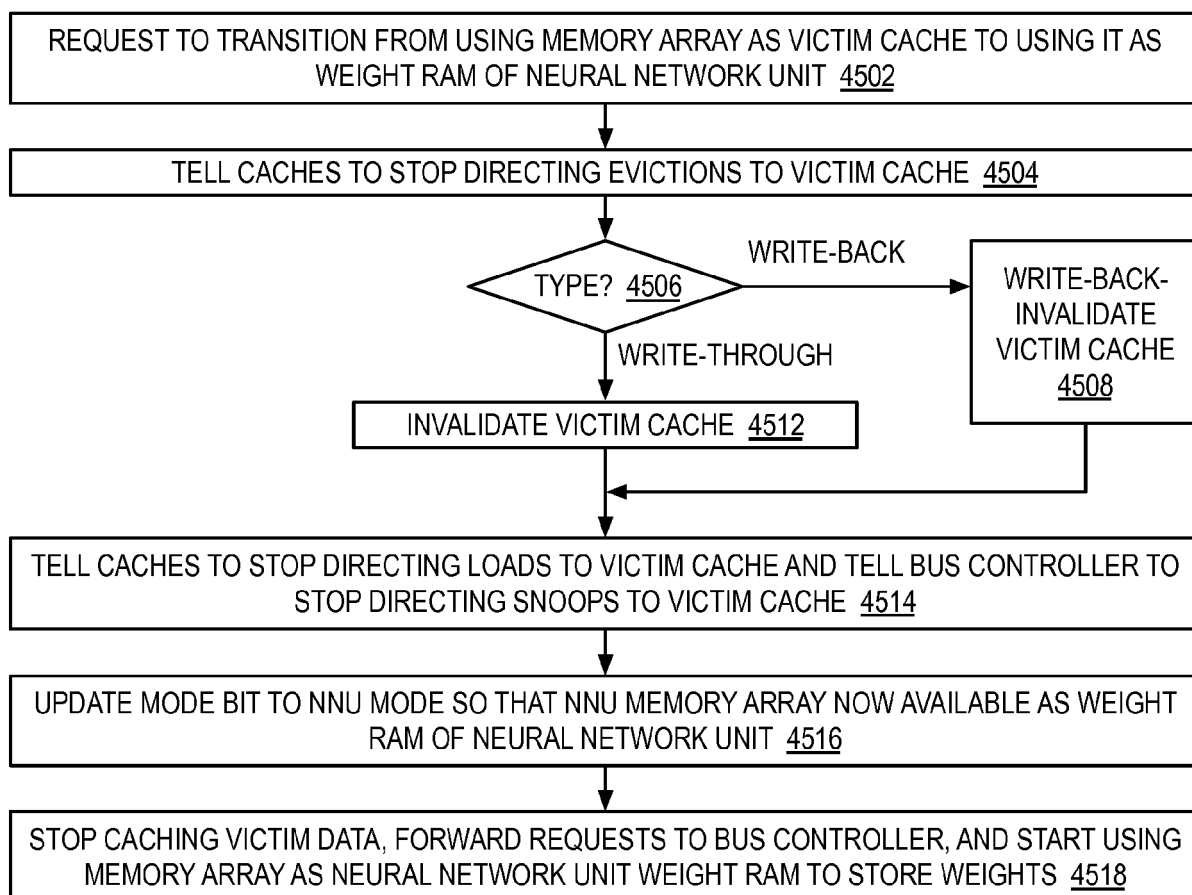 REQUEST TO TRANSITION FROM USING MEMORY ARRAY AS VICTIM CACHE TO USING IT AS
WEIGHT RAM OF NEURAL NETWORK UNIT 4502
TELL CACHES TO STOP DIRECTING EVICTIONS TO VICTIM CACHE 4504
TYPE? 4506
WRITE-BACK
WRITE-BACK-
INVALIDATE
VICTIM CACHE
4508
WRITE-THROUGH
INVALIDATE VICTIM CACHE 4512
TELL CACHES TO STOP DIRECTING LOADS TO VICTIM CACHE AND TELL BUS CONTROLLER TO
STOP DIRECTING SNOOPS TO VICTIM CACHE 4514
UPDATE MODE BIT TO NNU MODE SO THAT NNU MEMORY ARRAY NOW AVAILABLE AS WEIGHT
RAM OF NEURAL NETWORK UNIT 4516
STOP CACHING VICTIM DATA, FORWARD REQUESTS TO BUS CONTROLLER, AND START USING
MEMORY ARRAY AS NEURAL NETWORK UNIT WEIGHT RAM TO STORE WEIGHTS 4518